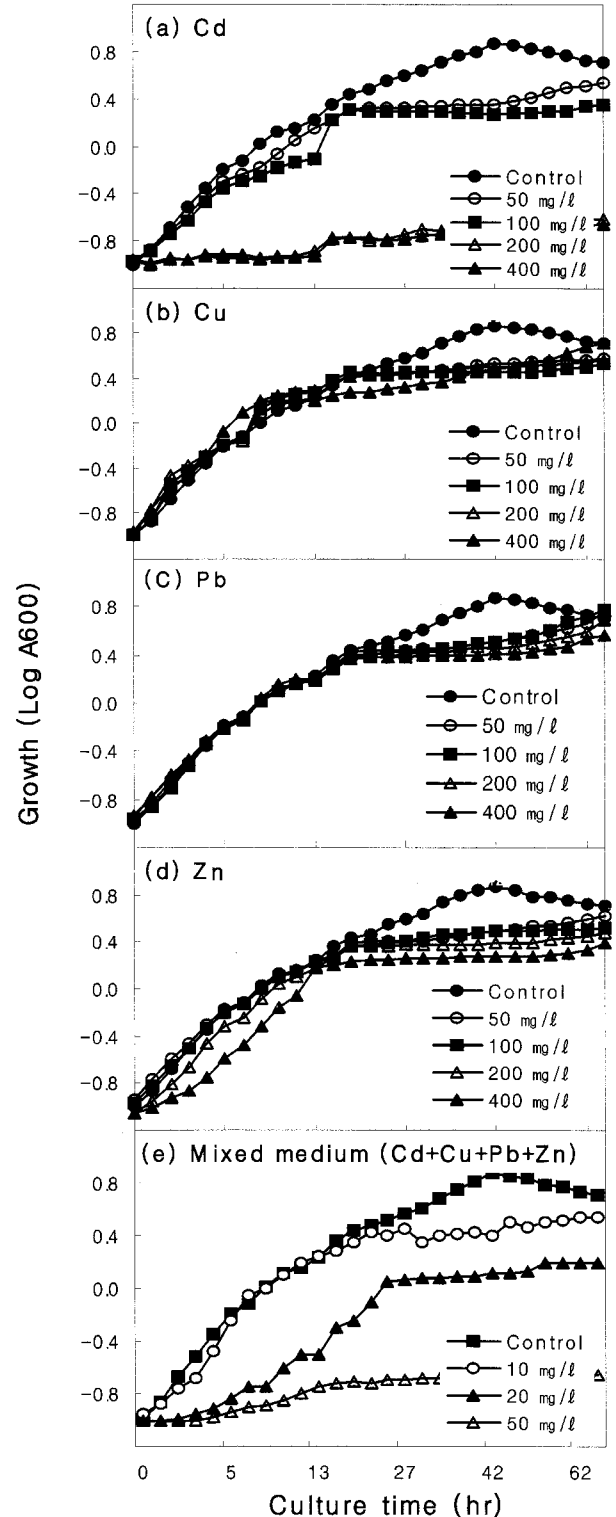 (a) Cd
0.8
0.4
0.0
-0.4
-0.8
Control
50 mg/ℓ
100 mg/ℓ
200 mg/ℓ
400 mg/ℓ
(b) Cu
0.8
0.4
0.0
-0.4
-0.8
Control
50 mg/ℓ
100 mg/ℓ
200 mg/ℓ
400 mg/ℓ
(C) Pb
0.8
0.4
0.0
-0.4
-0.8
Control
50 mg/ℓ
100 mg/ℓ
200 mg/ℓ
400 mg/ℓ
Growth (Log A600)
(d) Zn
0.8
0.4
0.0
-0.4
-0.8
Control
50 mg/ℓ
100 mg/ℓ
200 mg/ℓ
400 mg/ℓ
(e) Mixed medium (Cd+Cu+Pb+Zn)
0.8
0.4
0.0
-0.4
-0.8
Control
10 mg/ℓ
20 mg/ℓ
50 mg/ℓ
0 5 13 27 42 62
Culture time (hr)